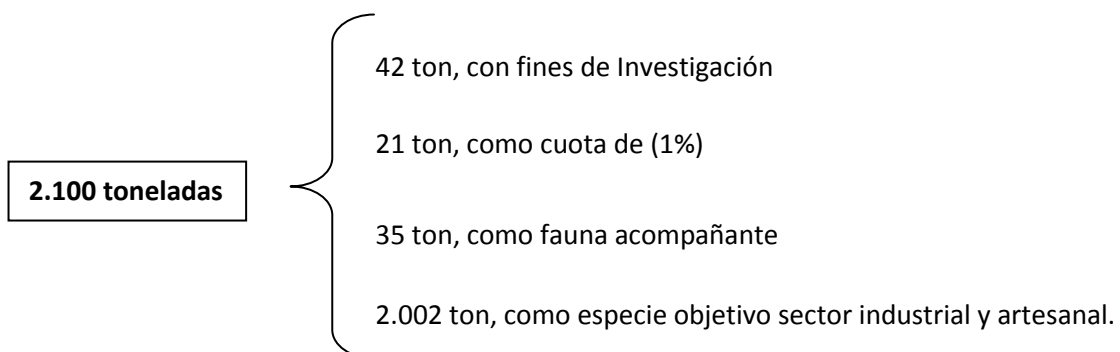 42 ton, con fines de Investigación
21 ton, como cuota de (1%)
2.100 toneladas
35 ton, como fauna acompañante
2.002 ton, como especie objetivo sector industrial y artesanal.